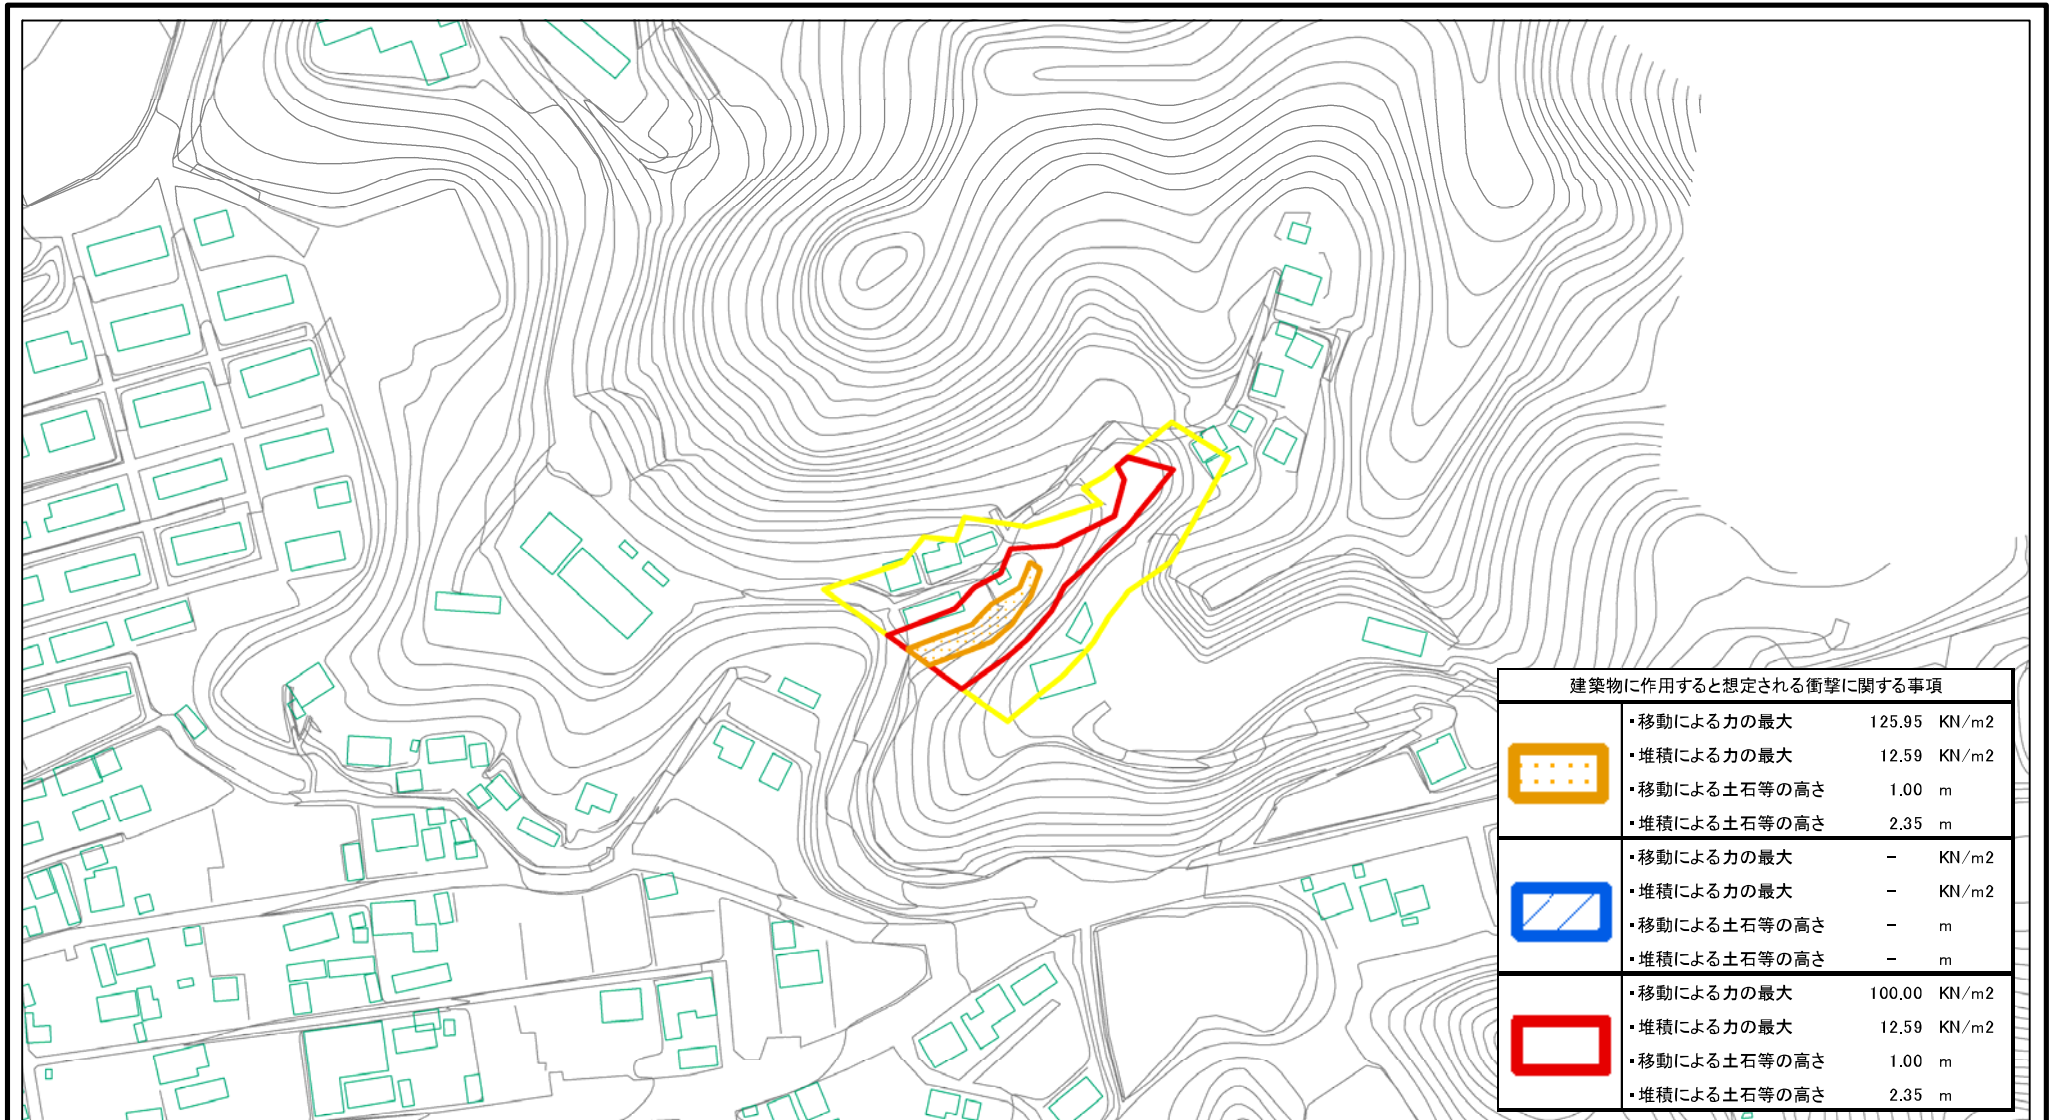 建築物に作用すると想定される衝撃に関する事項
・移動による力の最大 125.95 KN/m2
・堆積による力の最大 12.59 KN/m2
・移動による土石等の高さ 1.00 m
・堆積による土石等の高さ 2.35 m
・移動による力の最大 - KN/m2
・堆積による力の最大 - KN/m2
・移動による土石等の高さ - m
・堆積による土石等の高さ - m
・移動による力の最大 100.00 KN/m2
・堆積による力の最大 12.59 KN/m2
・移動による土石等の高さ 1.00 m
・堆積による土石等の高さ 2.35 m